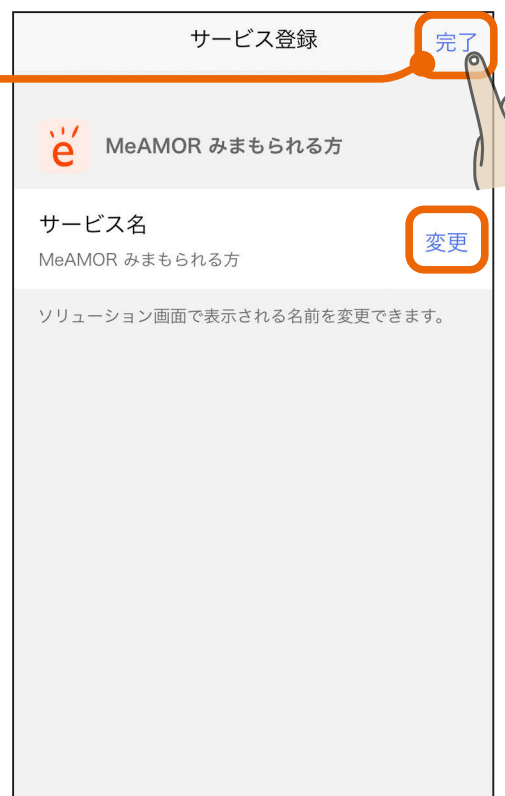 サービス登録
完了
è
MeAMOR みまもられる方
サービス名
MeAMOR みまもられる方
変更
ソリューション画面で表示される名前を変更できます。